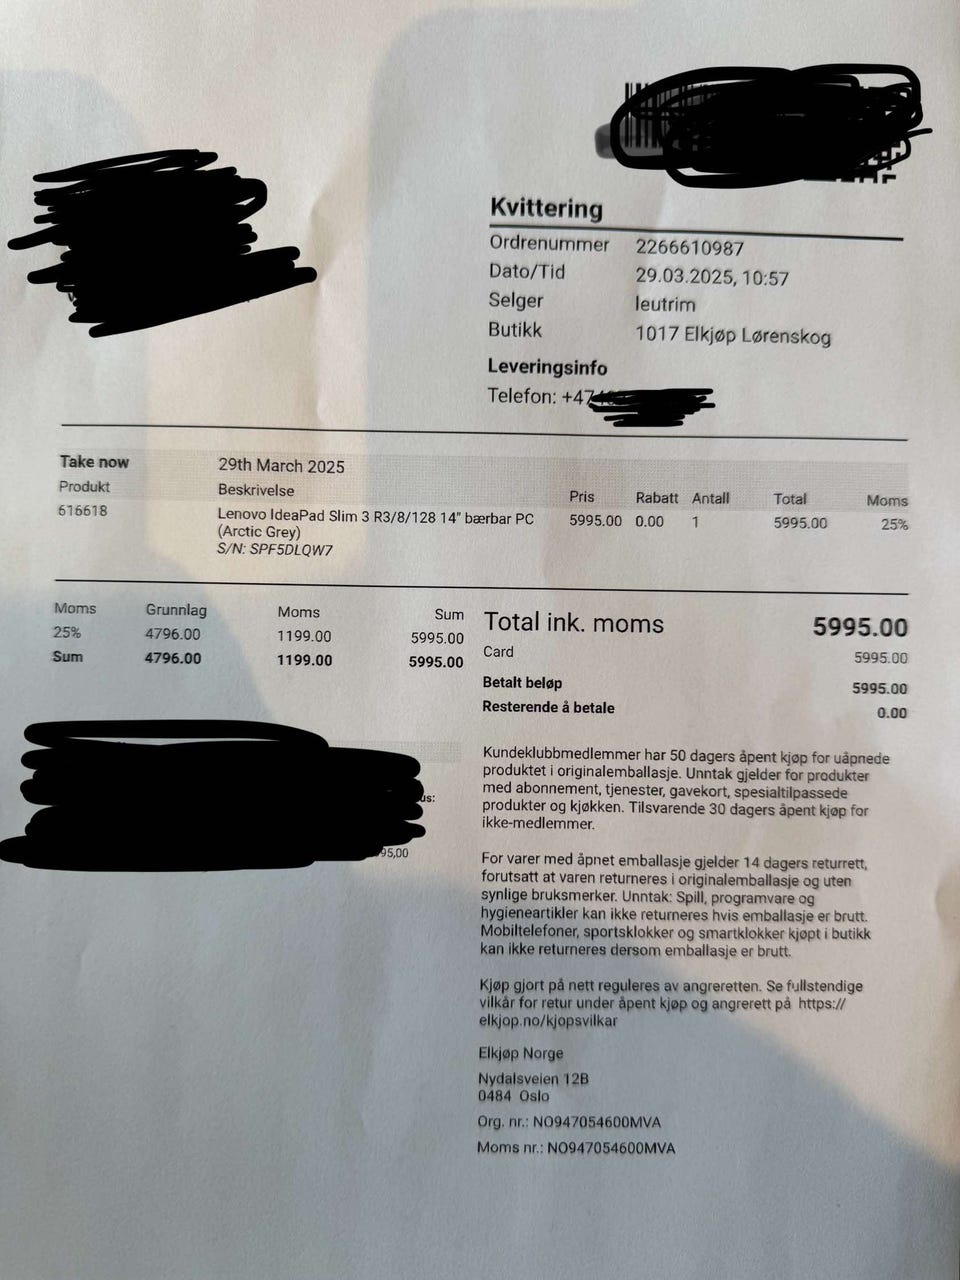 Kvittering
Ordrenummer 2266610987
Dato/Tid 29.03.2025, 10:57
Selger leutrim
Butikk 1017 Elkjøp Lørenskog
Leveringsinfo
Telefon: +47
Take now 29th March 2025
Produkt Beskrivelse Pris Rabatt Antall Total Moms
616618 Lenovo IdeaPad Slim 3 R3/8/128 14" bærbar PC 5995.00 0.00 1 5995.00 25%
(Arctic Grey)
S/N: SPF5DLQW7
Moms Grunnlag Moms Sum
25% 4796.00 1199.00 5995.00
Sum 4796.00 1199.00 5995.00
Total ink. moms 5995.00
Card 5995.00
Betalt beløp 5995.00
Resterende å betale 0.00
us:
95,00
Kundeklubbmedlemmer har 50 dagers åpent kjøp for uåpnede
produktet i originalemballasje. Unntak gjelder for produkter
med abonnement, tjenester, gavekort, spesialtilpassede
produkter og kjøkken. Tilsvarende 30 dagers åpent kjøp for
ikke-medlemmer.
For varer med åpnet emballasje gjelder 14 dagers returrett,
forutsatt at varen returneres i originalemballasje og uten
synlige bruksmerker. Unntak: Spill, programvare og
hygieneartikler kan ikke returneres hvis emballasje er brutt.
Mobiltelefoner, sportsklokker og smartklokker kjøpt i butikk
kan ikke returneres dersom emballasje er brutt.
Kjøp gjort på nett reguleres av angreretten. Se fullstendige
vilkår for retur under åpent kjøp og angrerett på https://
elkjop.no/kjopsvilkar
Elkjøp Norge
Nydalsveien 12B
0484 Oslo
Org. nr.: NO947054600MVA
Moms nr.: NO947054600MVA